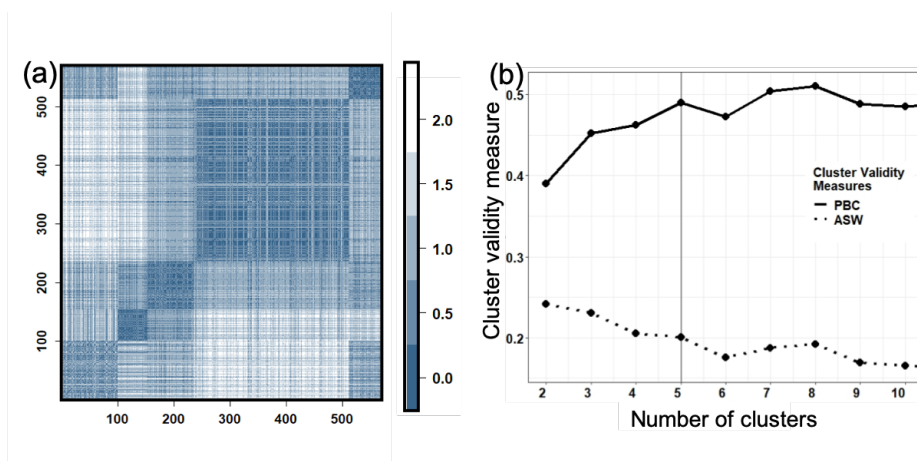 (a)
500
400
300
200
100
100 200 300 400 500
2.0
1.5
1.0
0.5
0.0
(b)
Cluster validity measure
0.5
0.4
0.3
0.2
Cluster Validity
Measures
PBC
ASW
2 3 4 5 6 7 8 9 10
Number of clusters